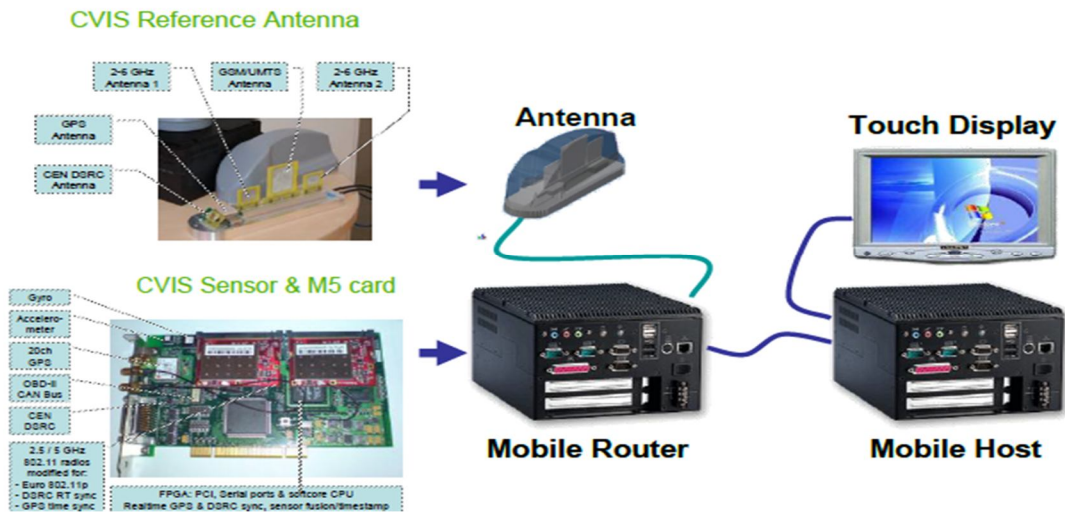 CVIS Reference Antenna
2-6 GHz
Antenna 1
GSM/UMTS
Antenna
2-6 GHz
Antenna 2
GPS
Antenna
CEN DSRC
Antenna
Antenna
Touch Display
CVIS Sensor & M5 card
Gyro
Accelero-
meter
20ch
GPS
OBD-II
CAN Bus
CEN
DSRC
2.5 / 5 GHz
802.11 radios
modified for:
- Euro 802.11p
- DSRC RT sync
- GPS time sync
FPGA: PCI, Serial ports & softcore CPU
Realtime GPS & DSRC sync, sensor fusion/timestamp
Mobile Router
Mobile Host